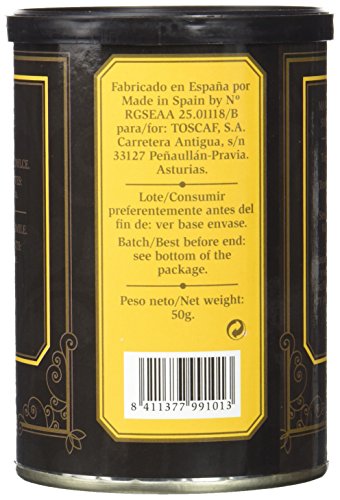 Fabricado en España por
Made in Spain by Nº
RGSEAA 25.01118/B
para/for: TOSCAF, S.A.
Carretera Antigua, s/n
33127 Peñaullán-Pravia.
Asturias.
Lote/Consumir
preferentemente antes del
fin de: ver base envase.
Batch/Best before end:
see bottom of the
package.
Peso neto/Net weight:
50g.
8 411377 991013